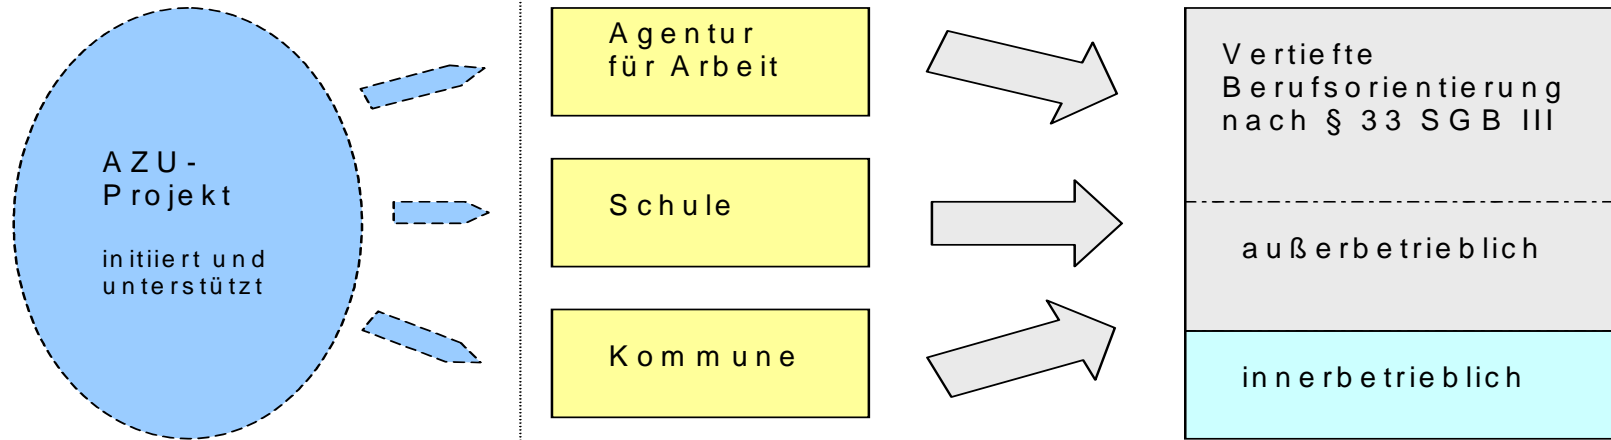 AZU-
Projekt
initiiert und
unterstützt
Agentur
für Arbeit
Schule
Kommune
Vertiefte
Berufsorientierung
nach § 33 SGB III
außerbetrieblich
innerbetrieblich